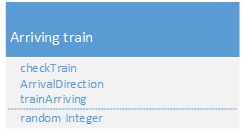 Arriving train
checkTrain
ArrivalDirection
trainArriving
random Integer